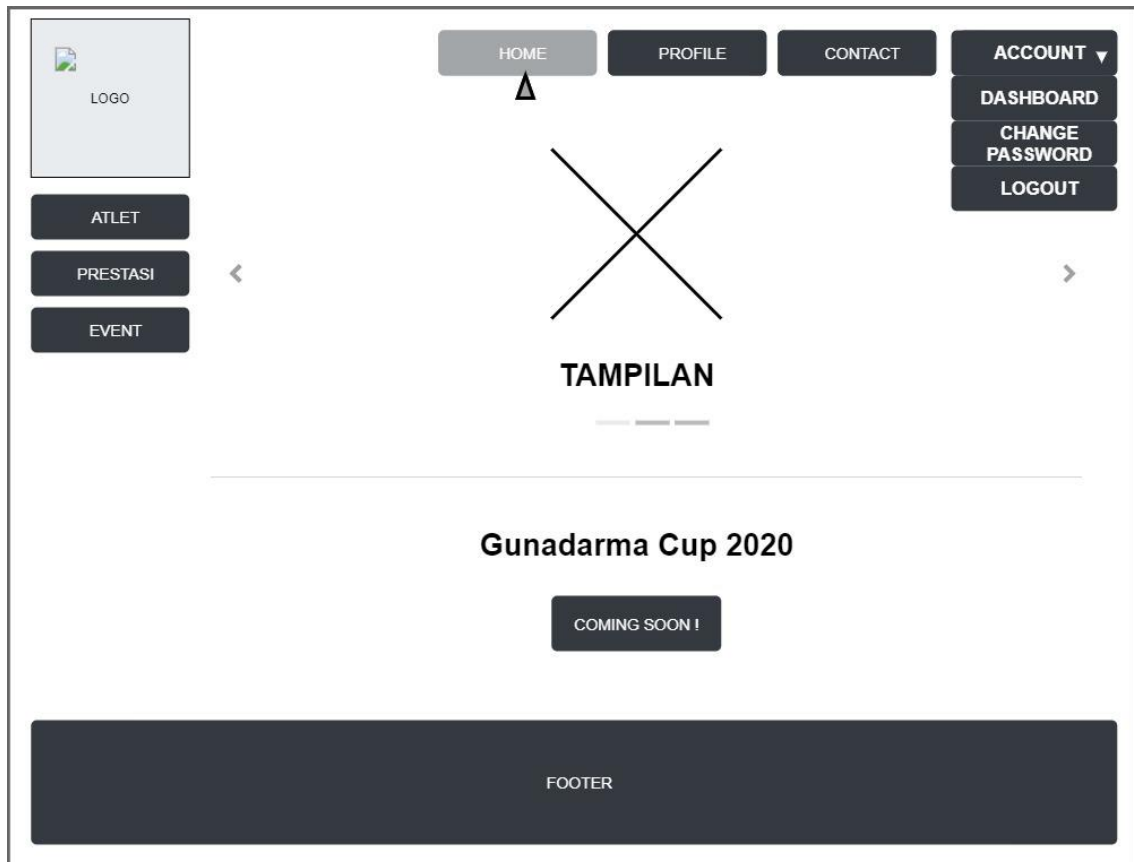 LOGO
HOME
PROFILE
CONTACT
ACCOUNT
DASHBOARD
CHANGE
PASSWORD
LOGOUT
ATLET
PRESTASI
EVENT
TAMPILAN
Gunadarma Cup 2020
COMING SOON !
FOOTER